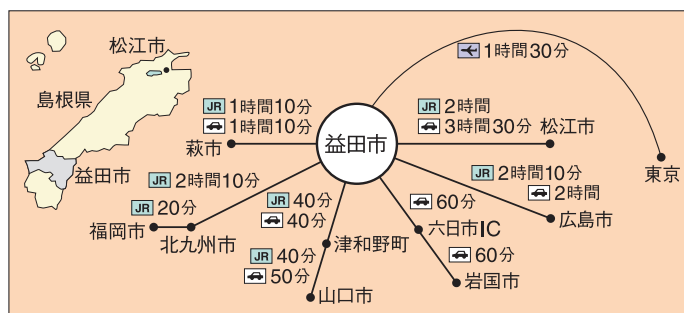 松江市
島根県
益田市
益田市
1時間30分
東京
JR 1時間10分
1時間10分
萩市
JR 2時間
3時間30分
松江市
JR 2時間10分
JR 20分
福岡市
北九州市
JR 40分
40分
津和野町
JR 40分
50分
山口市
60分
六日市IC
60分
岩国市
JR 2時間10分
2時間
広島市